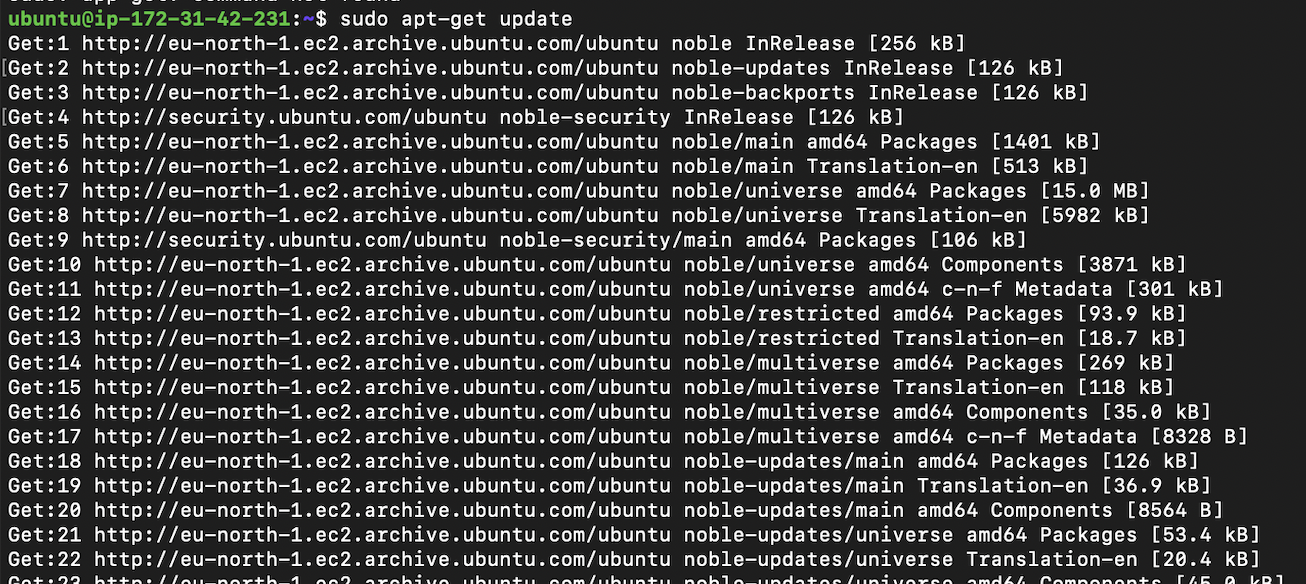 ubuntu@ip-172-31-42-231:~$ sudo apt-get update
Get:1 http://eu-north-1.ec2.archive.ubuntu.com/ubuntu noble InRelease [256 kB]
[Get:2 http://eu-north-1.ec2.archive.ubuntu.com/ubuntu noble-updates InRelease [126 kB]
Get:3 http://eu-north-1.ec2.archive.ubuntu.com/ubuntu noble-backports InRelease [126 kB]
[Get:4 http://security.ubuntu.com/ubuntu noble-security InRelease [126 kB]
Get:5 http://eu-north-1.ec2.archive.ubuntu.com/ubuntu noble/main amd64 Packages [1401 kB]
Get:6 http://eu-north-1.ec2.archive.ubuntu.com/ubuntu noble/main Translation-en [513 kB]
Get:7 http://eu-north-1.ec2.archive.ubuntu.com/ubuntu noble/universe amd64 Packages [15.0 MB]
Get:8 http://eu-north-1.ec2.archive.ubuntu.com/ubuntu noble/universe Translation-en [5982 kB]
Get:9 http://security.ubuntu.com/ubuntu noble-security/main amd64 Packages [106 kB]
Get:10 http://eu-north-1.ec2.archive.ubuntu.com/ubuntu noble/universe amd64 Components [3871 kB]
Get:11 http://eu-north-1.ec2.archive.ubuntu.com/ubuntu noble/universe amd64 c-n-f Metadata [301 kB]
Get:12 http://eu-north-1.ec2.archive.ubuntu.com/ubuntu noble/restricted amd64 Packages [93.9 kB]
Get:13 http://eu-north-1.ec2.archive.ubuntu.com/ubuntu noble/restricted Translation-en [18.7 kB]
Get:14 http://eu-north-1.ec2.archive.ubuntu.com/ubuntu noble/multiverse amd64 Packages [269 kB]
Get:15 http://eu-north-1.ec2.archive.ubuntu.com/ubuntu noble/multiverse Translation-en [118 kB]
Get:16 http://eu-north-1.ec2.archive.ubuntu.com/ubuntu noble/multiverse amd64 Components [35.0 kB]
Get:17 http://eu-north-1.ec2.archive.ubuntu.com/ubuntu noble/multiverse amd64 c-n-f Metadata [8328 B]
Get:18 http://eu-north-1.ec2.archive.ubuntu.com/ubuntu noble-updates/main amd64 Packages [126 kB]
Get:19 http://eu-north-1.ec2.archive.ubuntu.com/ubuntu noble-updates/main Translation-en [36.9 kB]
Get:20 http://eu-north-1.ec2.archive.ubuntu.com/ubuntu noble-updates/main amd64 Components [8564 B]
Get:21 http://eu-north-1.ec2.archive.ubuntu.com/ubuntu noble-updates/universe amd64 Packages [53.4 kB]
Get:22 http://eu-north-1.ec2.archive.ubuntu.com/ubuntu noble-updates/universe Translation-en [20.4 kB]
Get:23 http://eu-north-1.ec2.archive.ubuntu.com/ubuntu noble-updates/universe amd64 Components [45.0 kB]